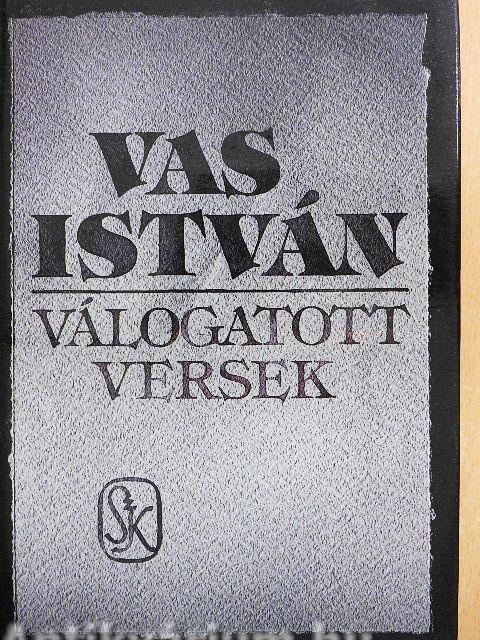 VAS
ISTVÁN
VÁLOGATOTT
VERSEK
SK